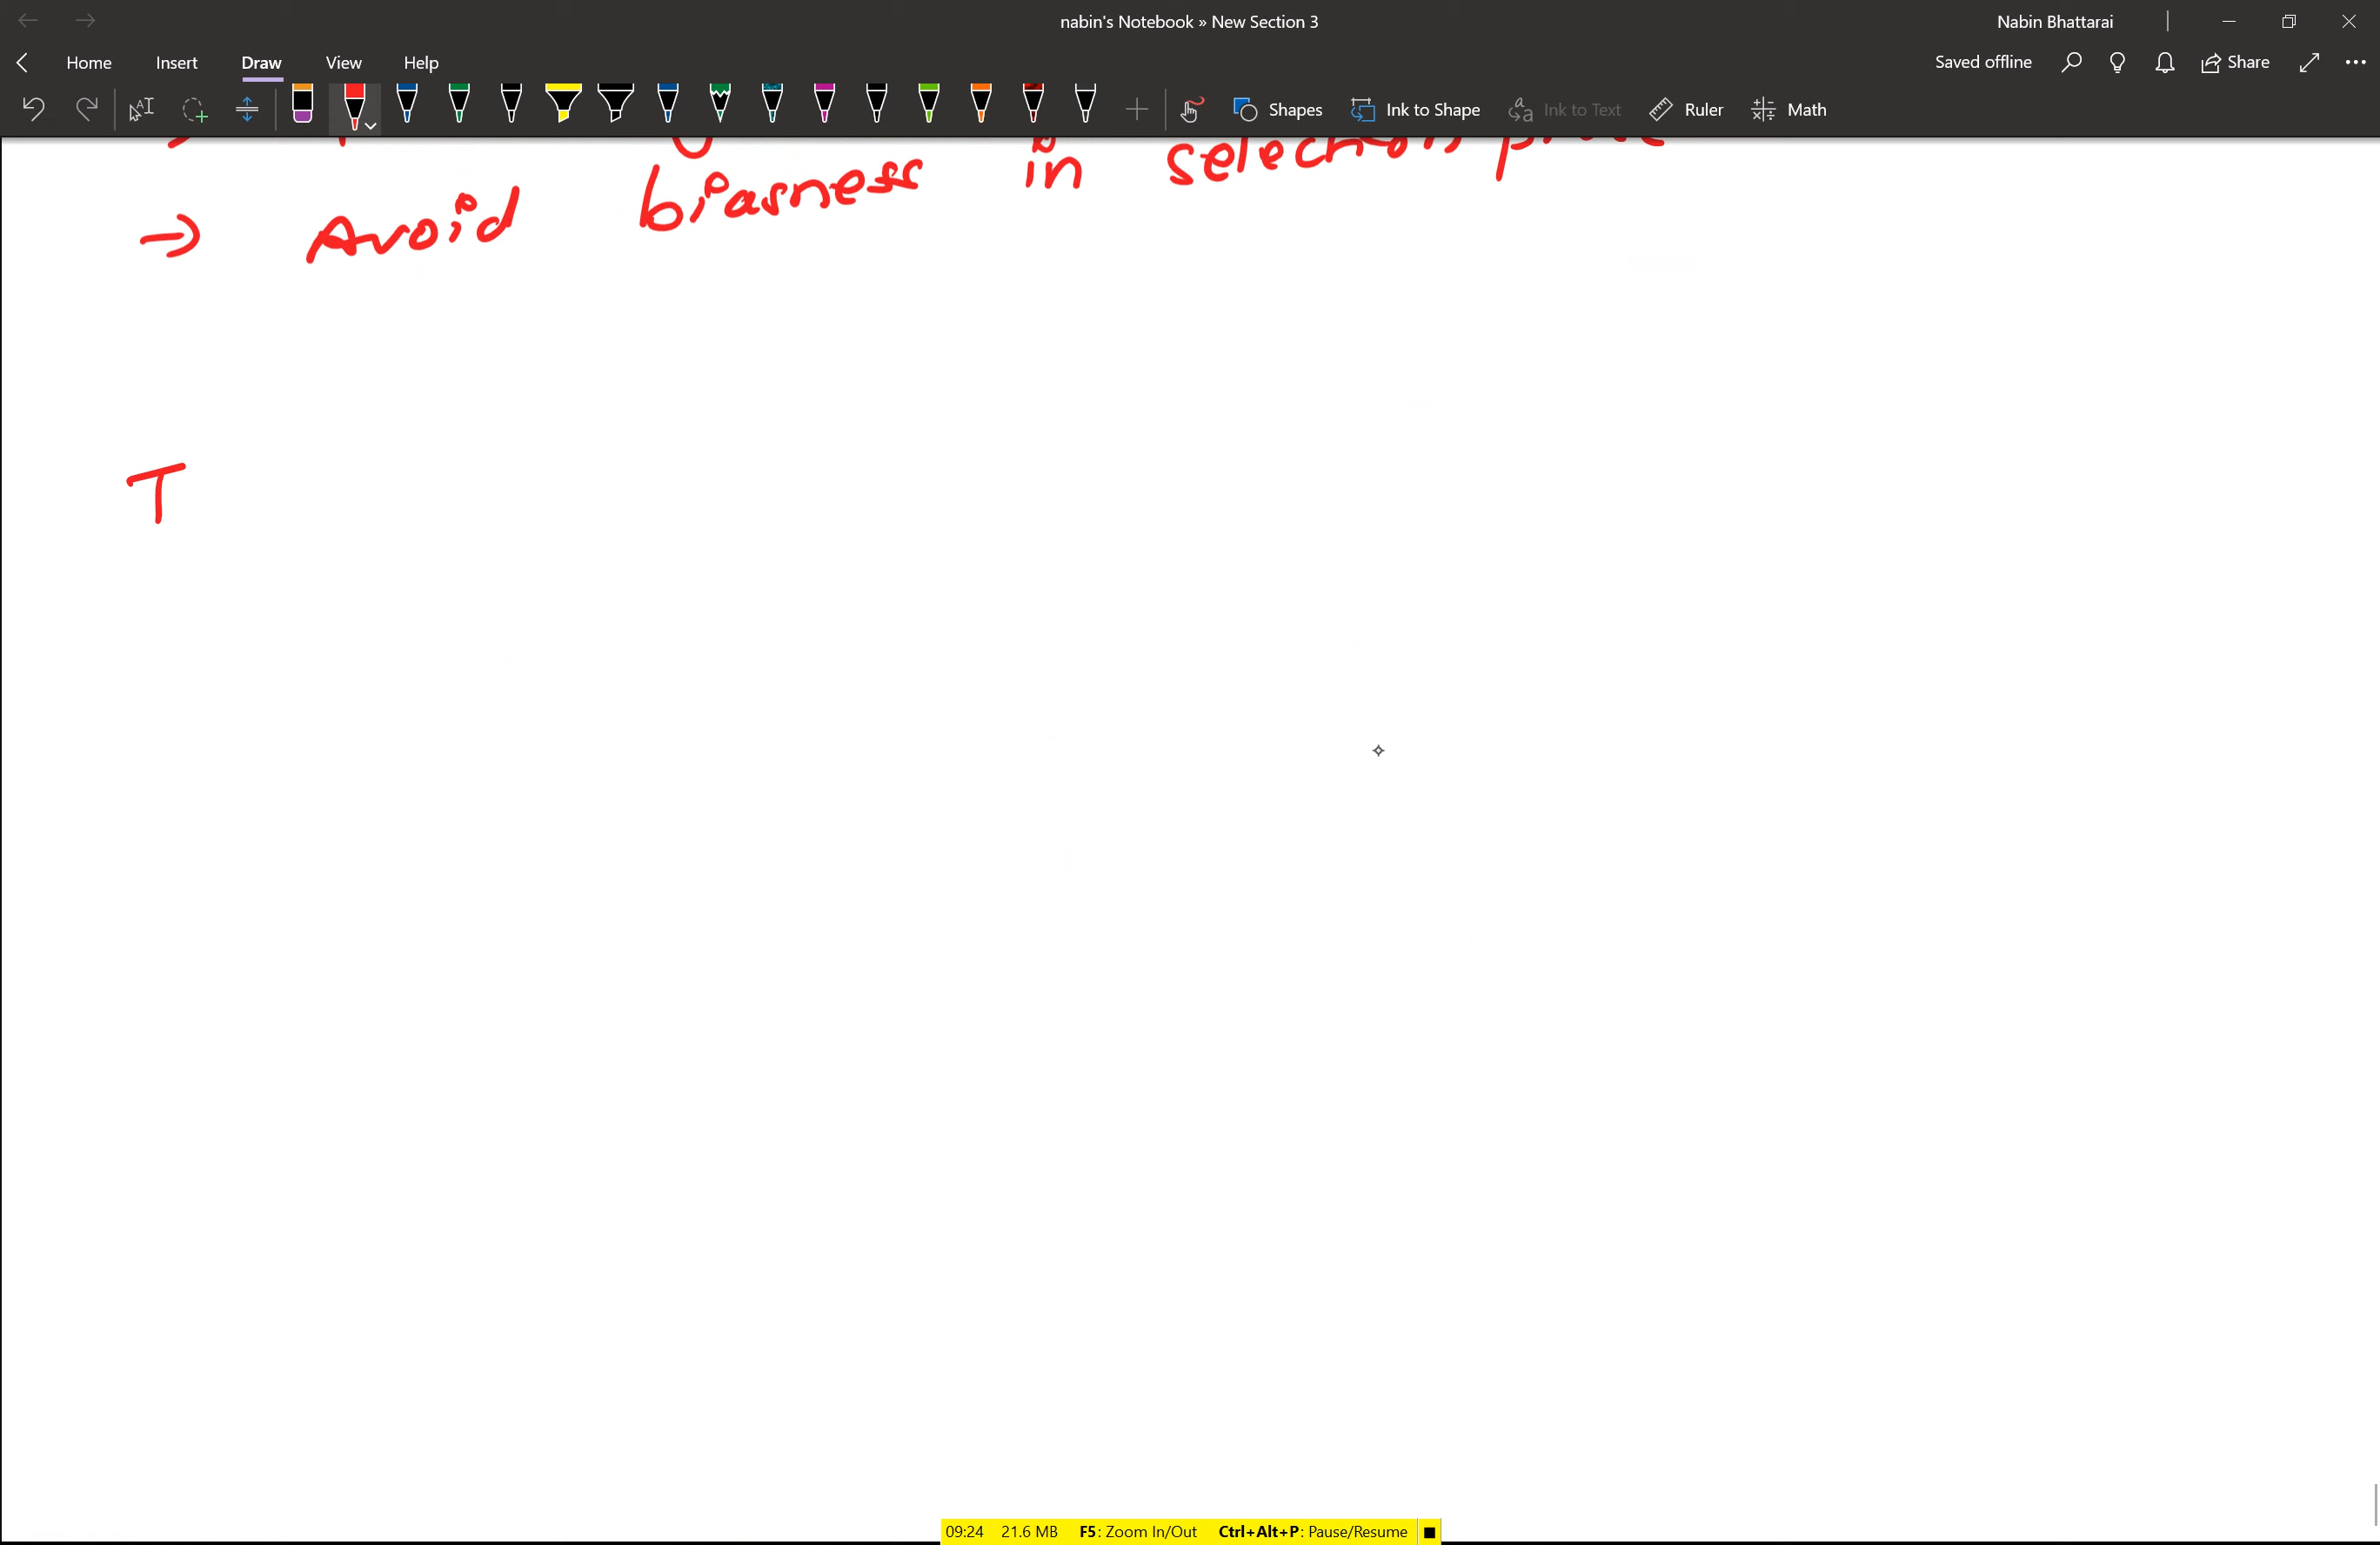 nabin's Notebook » New Section 3
Nabin Bhattarai
Home Insert Draw View Help
Saved offline
Share
Shapes
Ink to Shape
Ink to Text
Ruler
Math
→ Avoid biasness in selection
T
09:24 21.6 MB F5: Zoom In/Out Ctrl+Alt+P: Pause/Resume